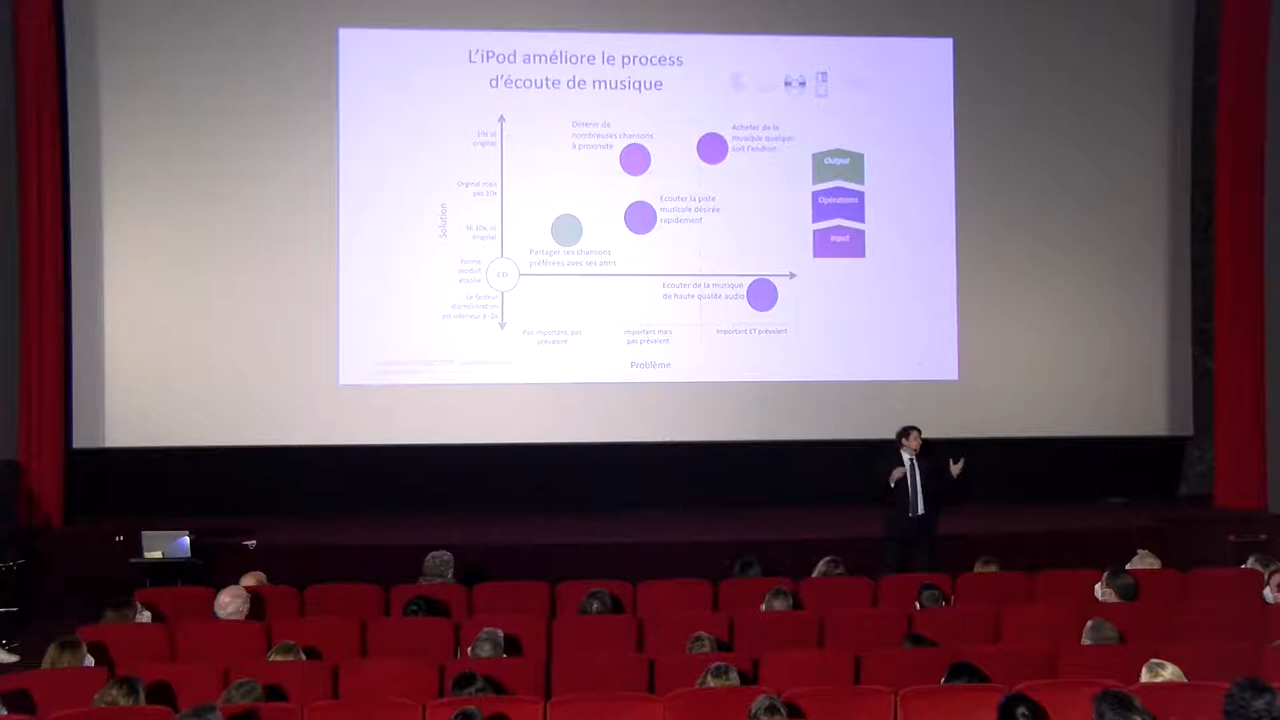 L'iPod améliore le process
d'écoute de musique
Détenir de
nombreuses chansons
à proximité
Acheter de la
musique quelque
soit l'endroit
10x et
original
Orginal mais
pas 10x
Ecouter la piste
musicale désirée
rapidement
Solution
Ni 10x, ni
original
Partager ses chansons
préférées avec ses amis
Forme
produit
établie
CD
Ecouter de la musique
de haute qualité audio
Le facteur
d'amélioration
est inférieur à -2x
Pas important, pas
prévalent
Important mais
pas prévalent
Important ET prévalent
Problème
Output
Opérations
Input